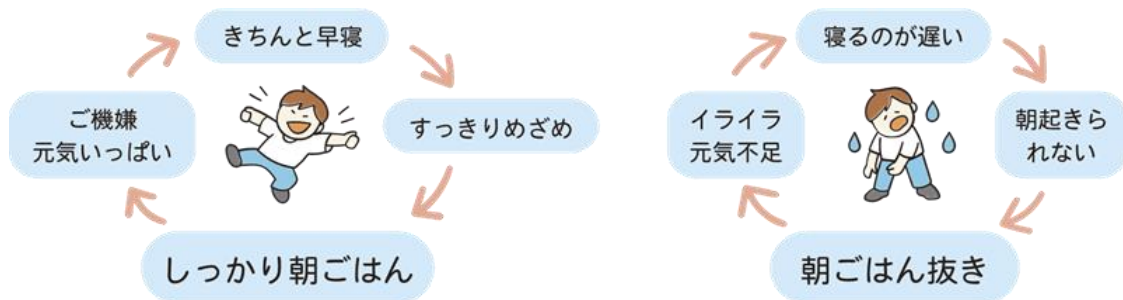 きちんと早寝
すっきりめざめ
しっかり朝ごはん
ご機嫌
元気いっぱい
寝るのが遅い
朝起きら
れない
朝ごはん抜き
イライラ
元気不足